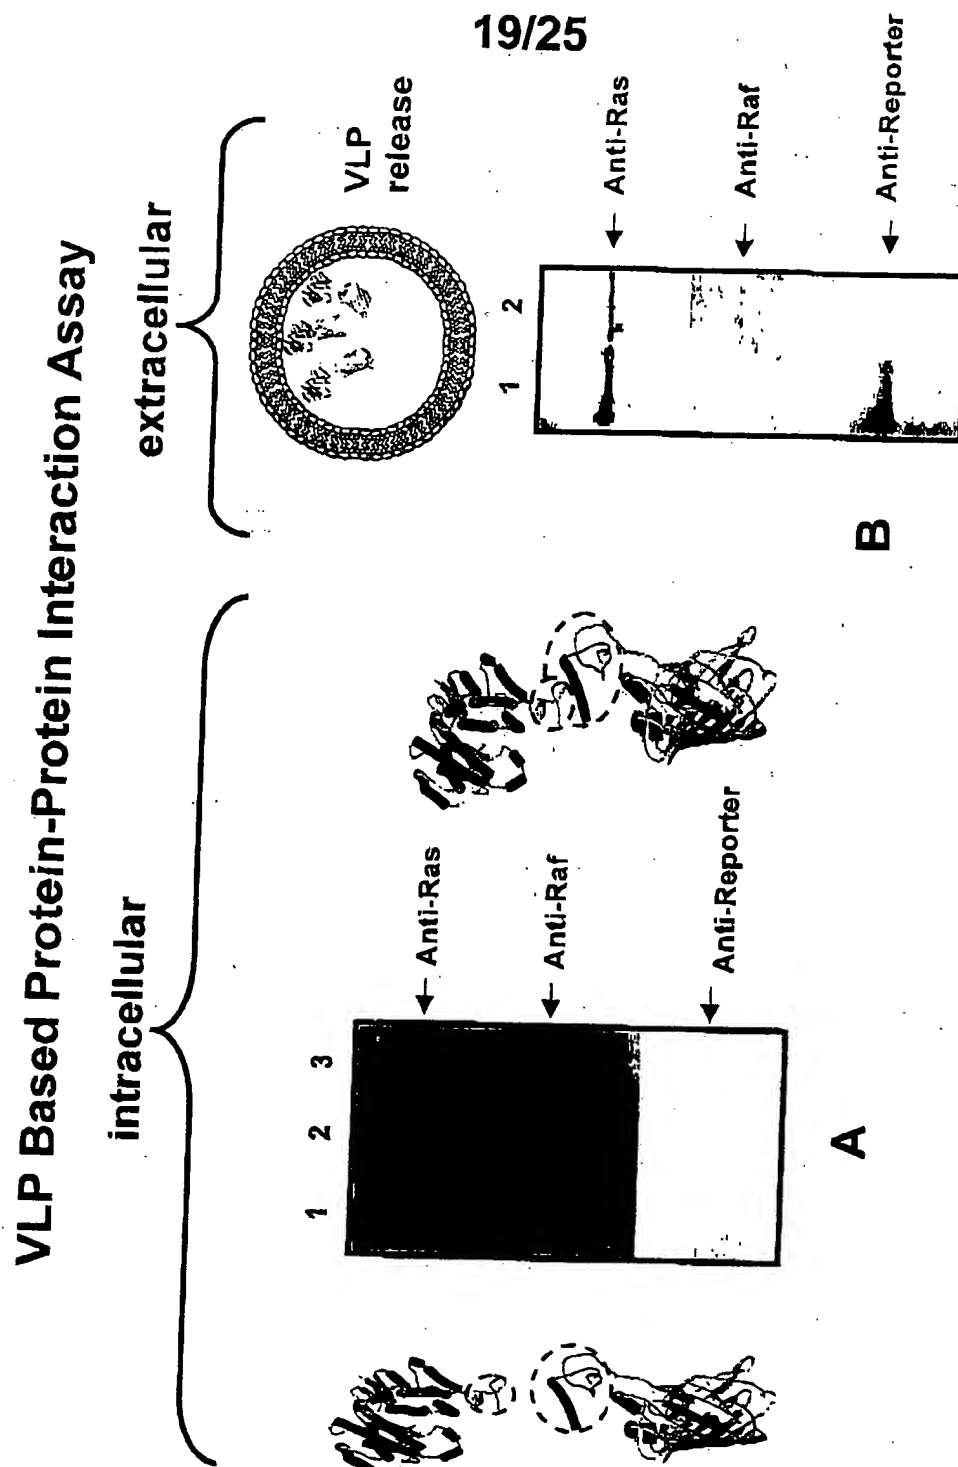 19/25
VLP Based Protein-Protein Interaction Assay
intracellular
extracellular
VLP
release
1 2 3
Anti-Ras
Anti-Raf
Anti-Reporter
A
1 2
Anti-Ras
Anti-Raf
Anti-Reporter
B